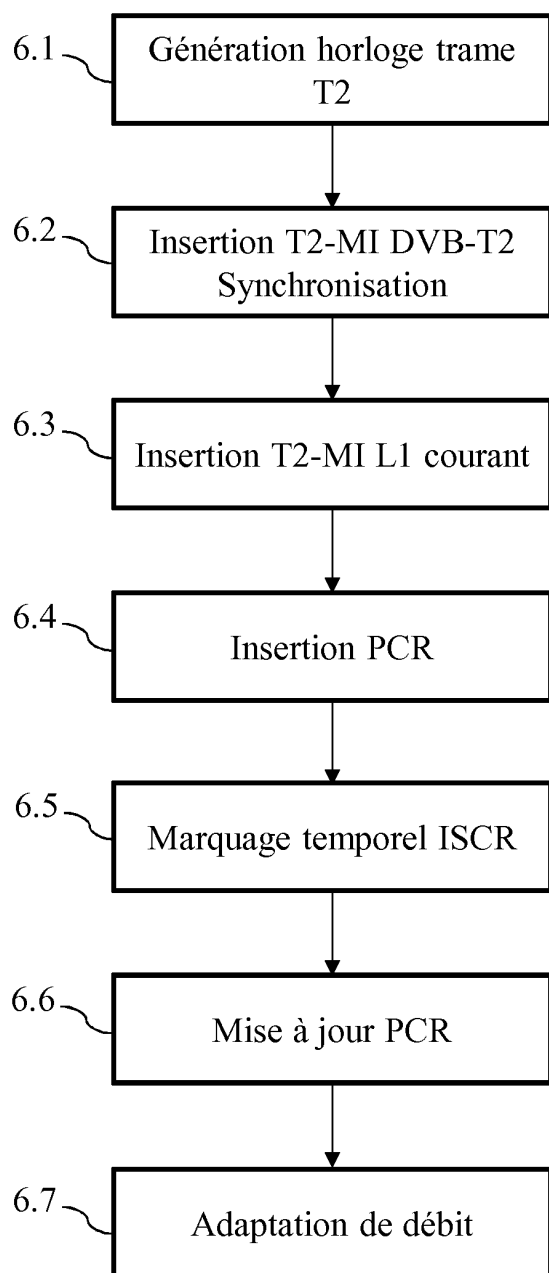 6.1
Génération horloge trame
T2
6.2
Insertion T2-MI DVB-T2
Synchronisation
6.3
Insertion T2-MI L1 courant
6.4
Insertion PCR
6.5
Marquage temporel ISCR
6.6
Mise à jour PCR
6.7
Adaptation de débit